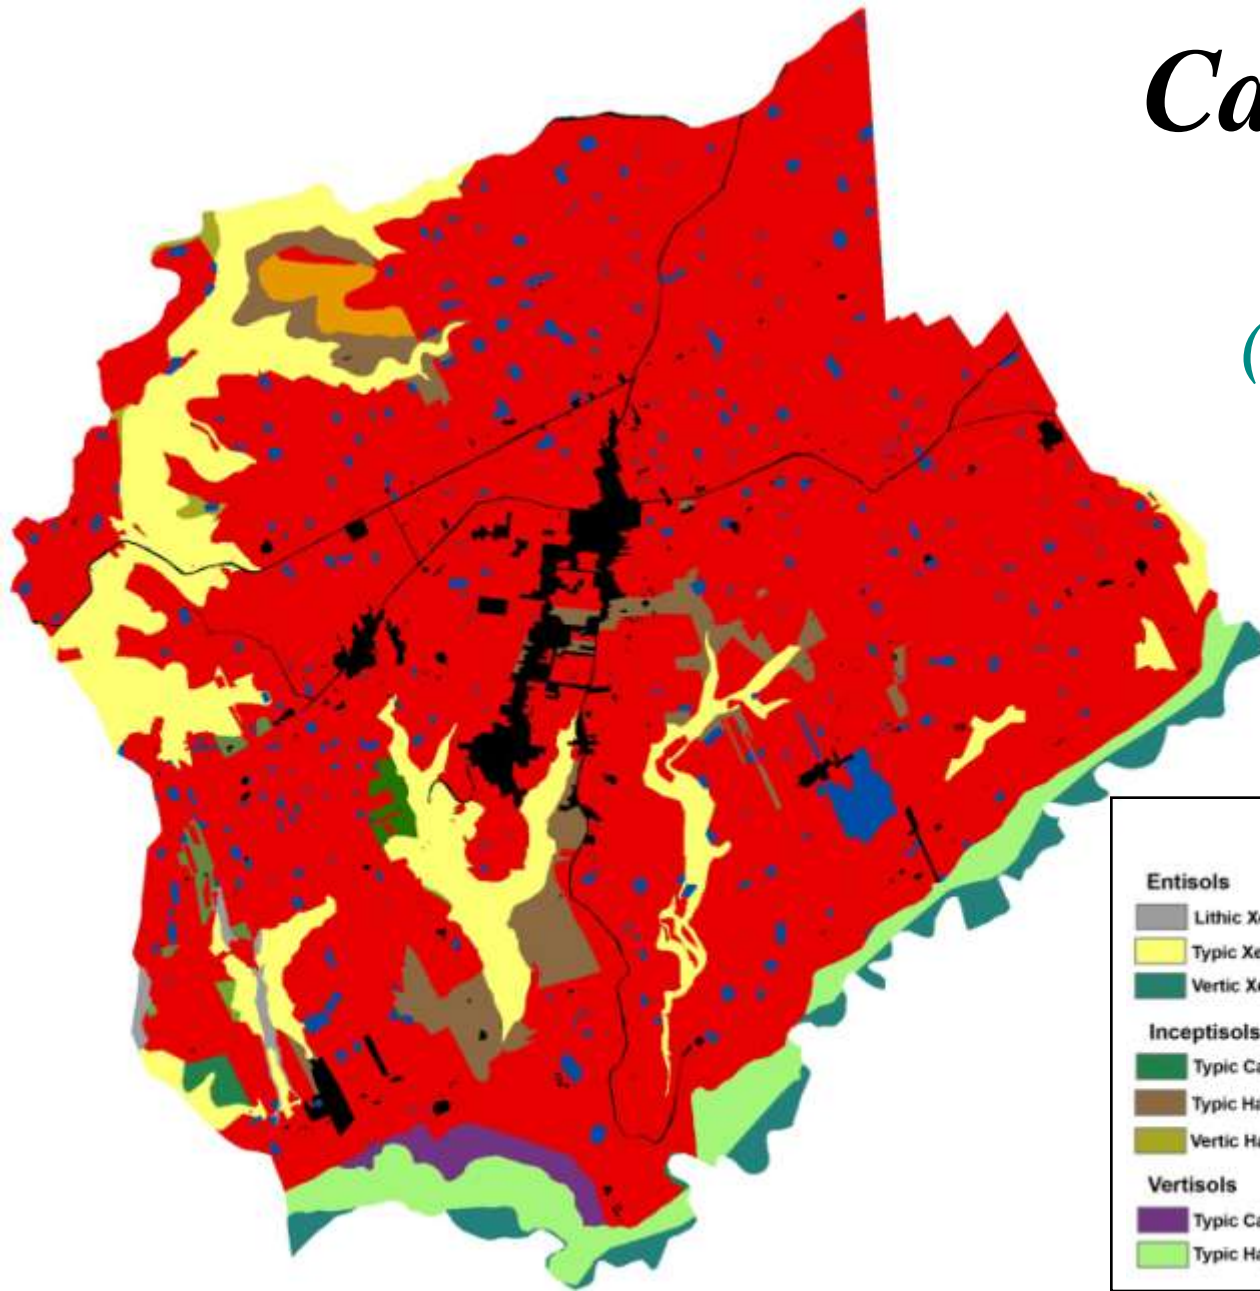 Ca
(
Entisols
Lithic X
Typic Xe
Vertic X
Inceptisols
Typic Ca
Typic Ha
Vertic Ha
Vertisols
Typic Ca
Typic Ha